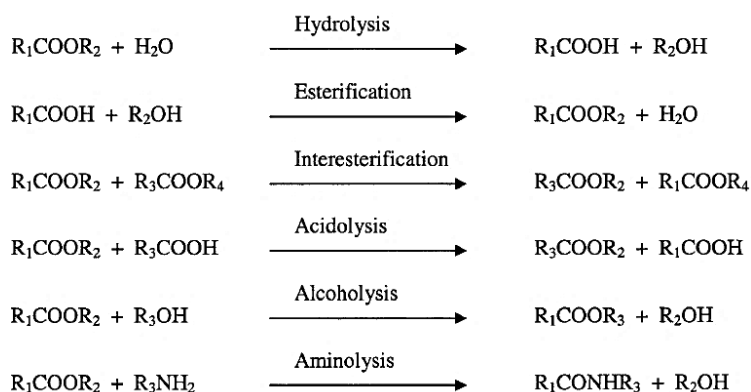 Hydrolysis
R₁COOR₂ + H₂O R₁COOH + R₂OH
Esterification
R₁COOH + R₂OH R₁COOR₂ + H₂O
Interesterification
R₁COOR₂ + R₃COOR₄ R₃COOR₂ + R₁COOR₄
Acidolysis
R₁COOR₂ + R₃COOH R₃COOR₂ + R₁COOH
Alcoholysis
R₁COOR₂ + R₃OH R₁COOR₃ + R₂OH
Aminolysis
R₁COOR₂ + R₃NH₂ R₁CONHR₃ + R₂OH